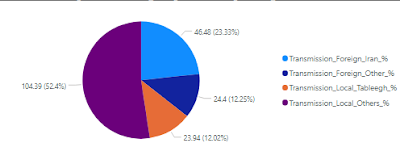 46.48 (23.33%)
24.4 (12.25%)
23.94 (12.02%)
104.39 (52.4%)
Transmission_Foreign_Iran_%
Transmission_Foreign_Other_%
Transmission_Local_Tableegh_%
Transmission_Local_Others_%